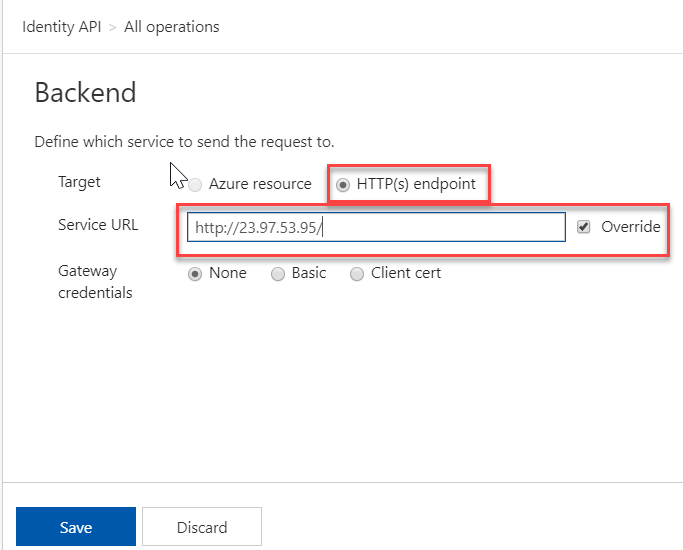 Identity API > All operations
Backend
Define which service to send the request to.
Target Azure resource HTTP(s) endpoint
Service URL http://23.97.53.95/ Override
Gateway credentials None Basic Client cert
Save Discard